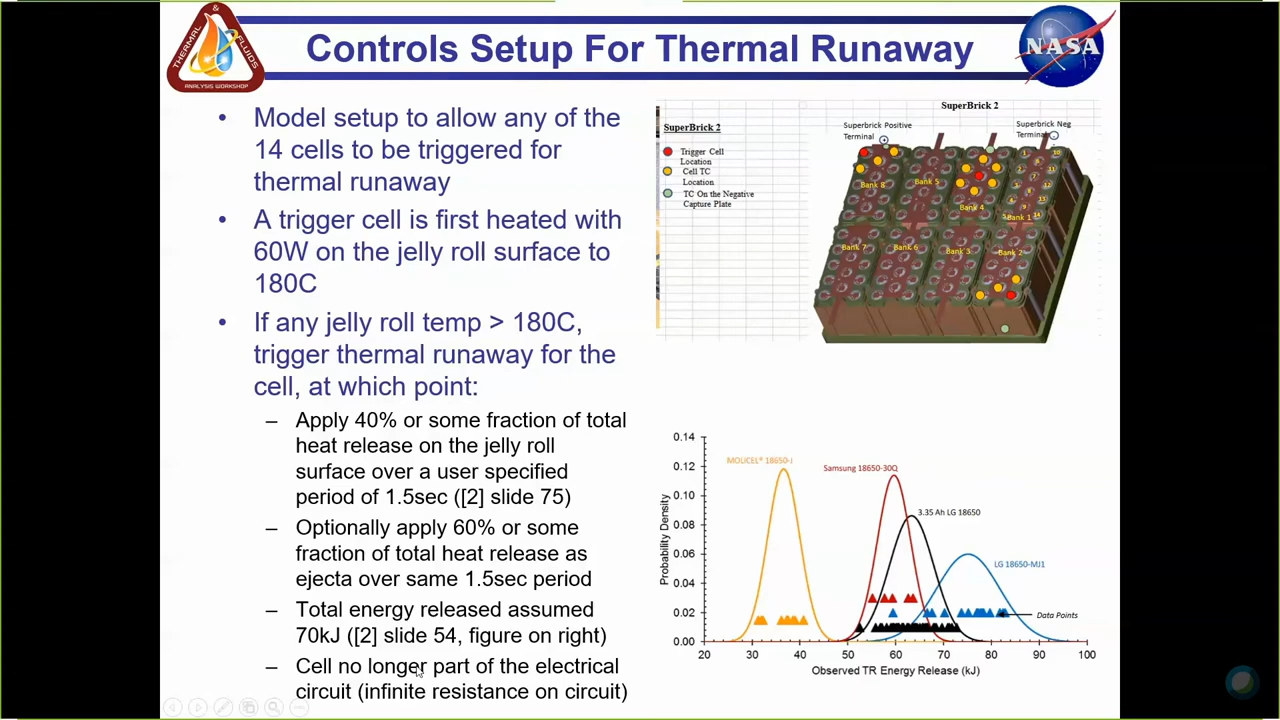 THERMAL & FLUIDS
ANALYSIS WORKSHOP
Controls Setup For Thermal Runaway
NASA
• Model setup to allow any of the
14 cells to be triggered for
thermal runaway
• A trigger cell is first heated with
60W on the jelly roll surface to
180C
• If any jelly roll temp > 180C,
trigger thermal runaway for the
cell, at which point:
– Apply 40% or some fraction of total
heat release on the jelly roll
surface over a user specified
period of 1.5sec ([2] slide 75)
– Optionally apply 60% or some
fraction of total heat release as
ejecta over same 1.5sec period
– Total energy released assumed
70kJ ([2] slide 54, figure on right)
– Cell no longer part of the electrical
circuit (infinite resistance on circuit)
SuperBrick 2
SuperBrick 2
Trigger Cell
Location
Cell TC
Location
TC On the Negative
Capture Plate
Superbrick Positive
Terminal
Superbrick Neg
Terminal
Bank 8
Bank 5
Bank 4
Bank 1
Bank 7
Bank 6
Bank 3
Bank 2
MOLICEL® 18650-J
Samsung 18650-30Q
3.35 Ah LG 18650
LG 18650-MJ1
Data Points
Probability Density
0.14
0.12
0.10
0.08
0.06
0.04
0.02
0.00
20 30 40 50 60 70 80 90 100
Observed TR Energy Release (kJ)